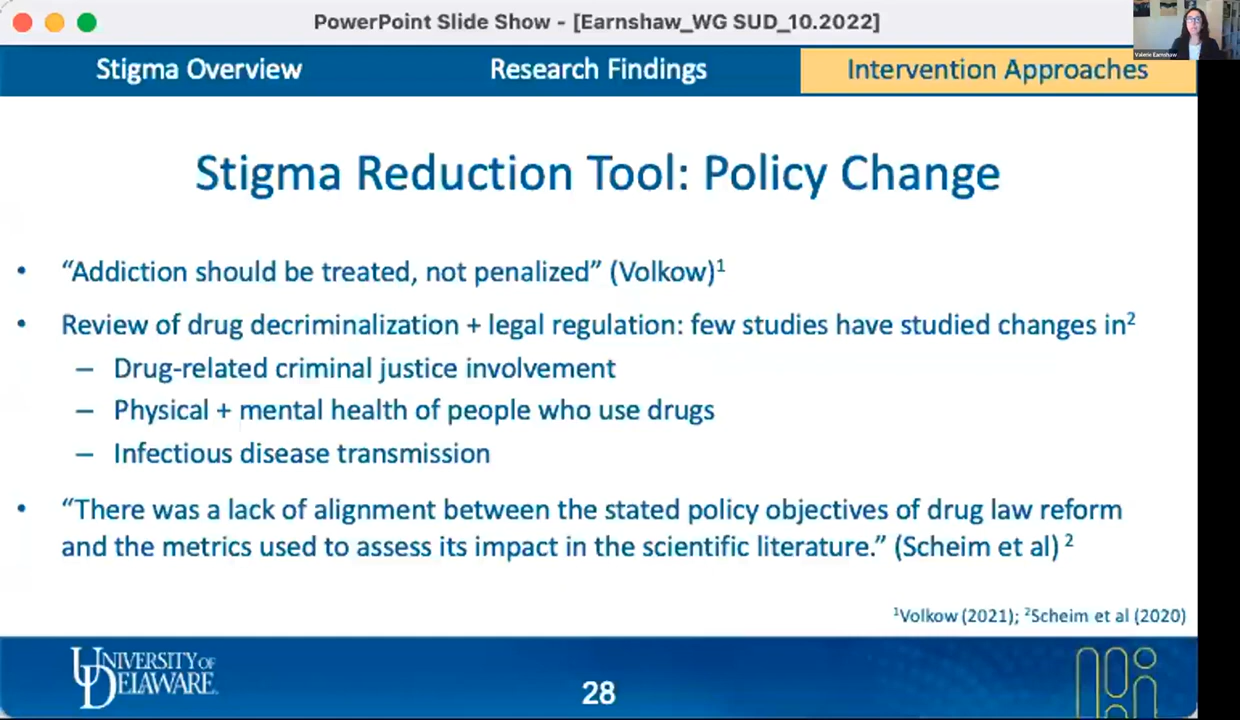 PowerPoint Slide Show - [Earnshaw_WG SUD_10.2022]
Valerie Earnshaw
Stigma Overview
Research Findings
Intervention Approaches
Stigma Reduction Tool: Policy Change
• “Addiction should be treated, not penalized” (Volkow)¹
• Review of drug decriminalization + legal regulation: few studies have studied changes in²
– Drug-related criminal justice involvement
– Physical + mental health of people who use drugs
– Infectious disease transmission
• “There was a lack of alignment between the stated policy objectives of drug law reform
and the metrics used to assess its impact in the scientific literature.” (Scheim et al) ²
¹Volkow (2021); ²Scheim et al (2020)
UNIVERSITY OF
DELAWARE.
28